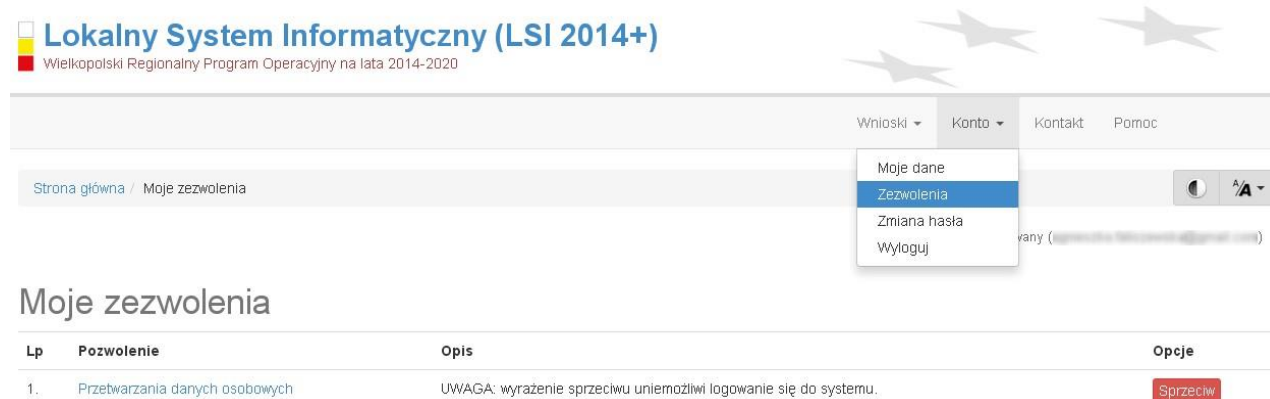 Lokalny System Informatyczny (LSI 2014+)
Wielkopolski Regionalny Program Operacyjny na lata 2014-2020
Wnioski Konto Kontakt Pomoc
Moje dane
Strona główna / Moje zezwolenia
Zezwolenia
A/A
Zmiana hasła
vany ( )
Wyloguj
Moje zezwolenia
Lp Pozwolenie Opis Opcje
1. Przetwarzania danych osobowych UWAGA: wyrażenie sprzeciwu uniemożliwi logowanie się do systemu. Sprzeciw